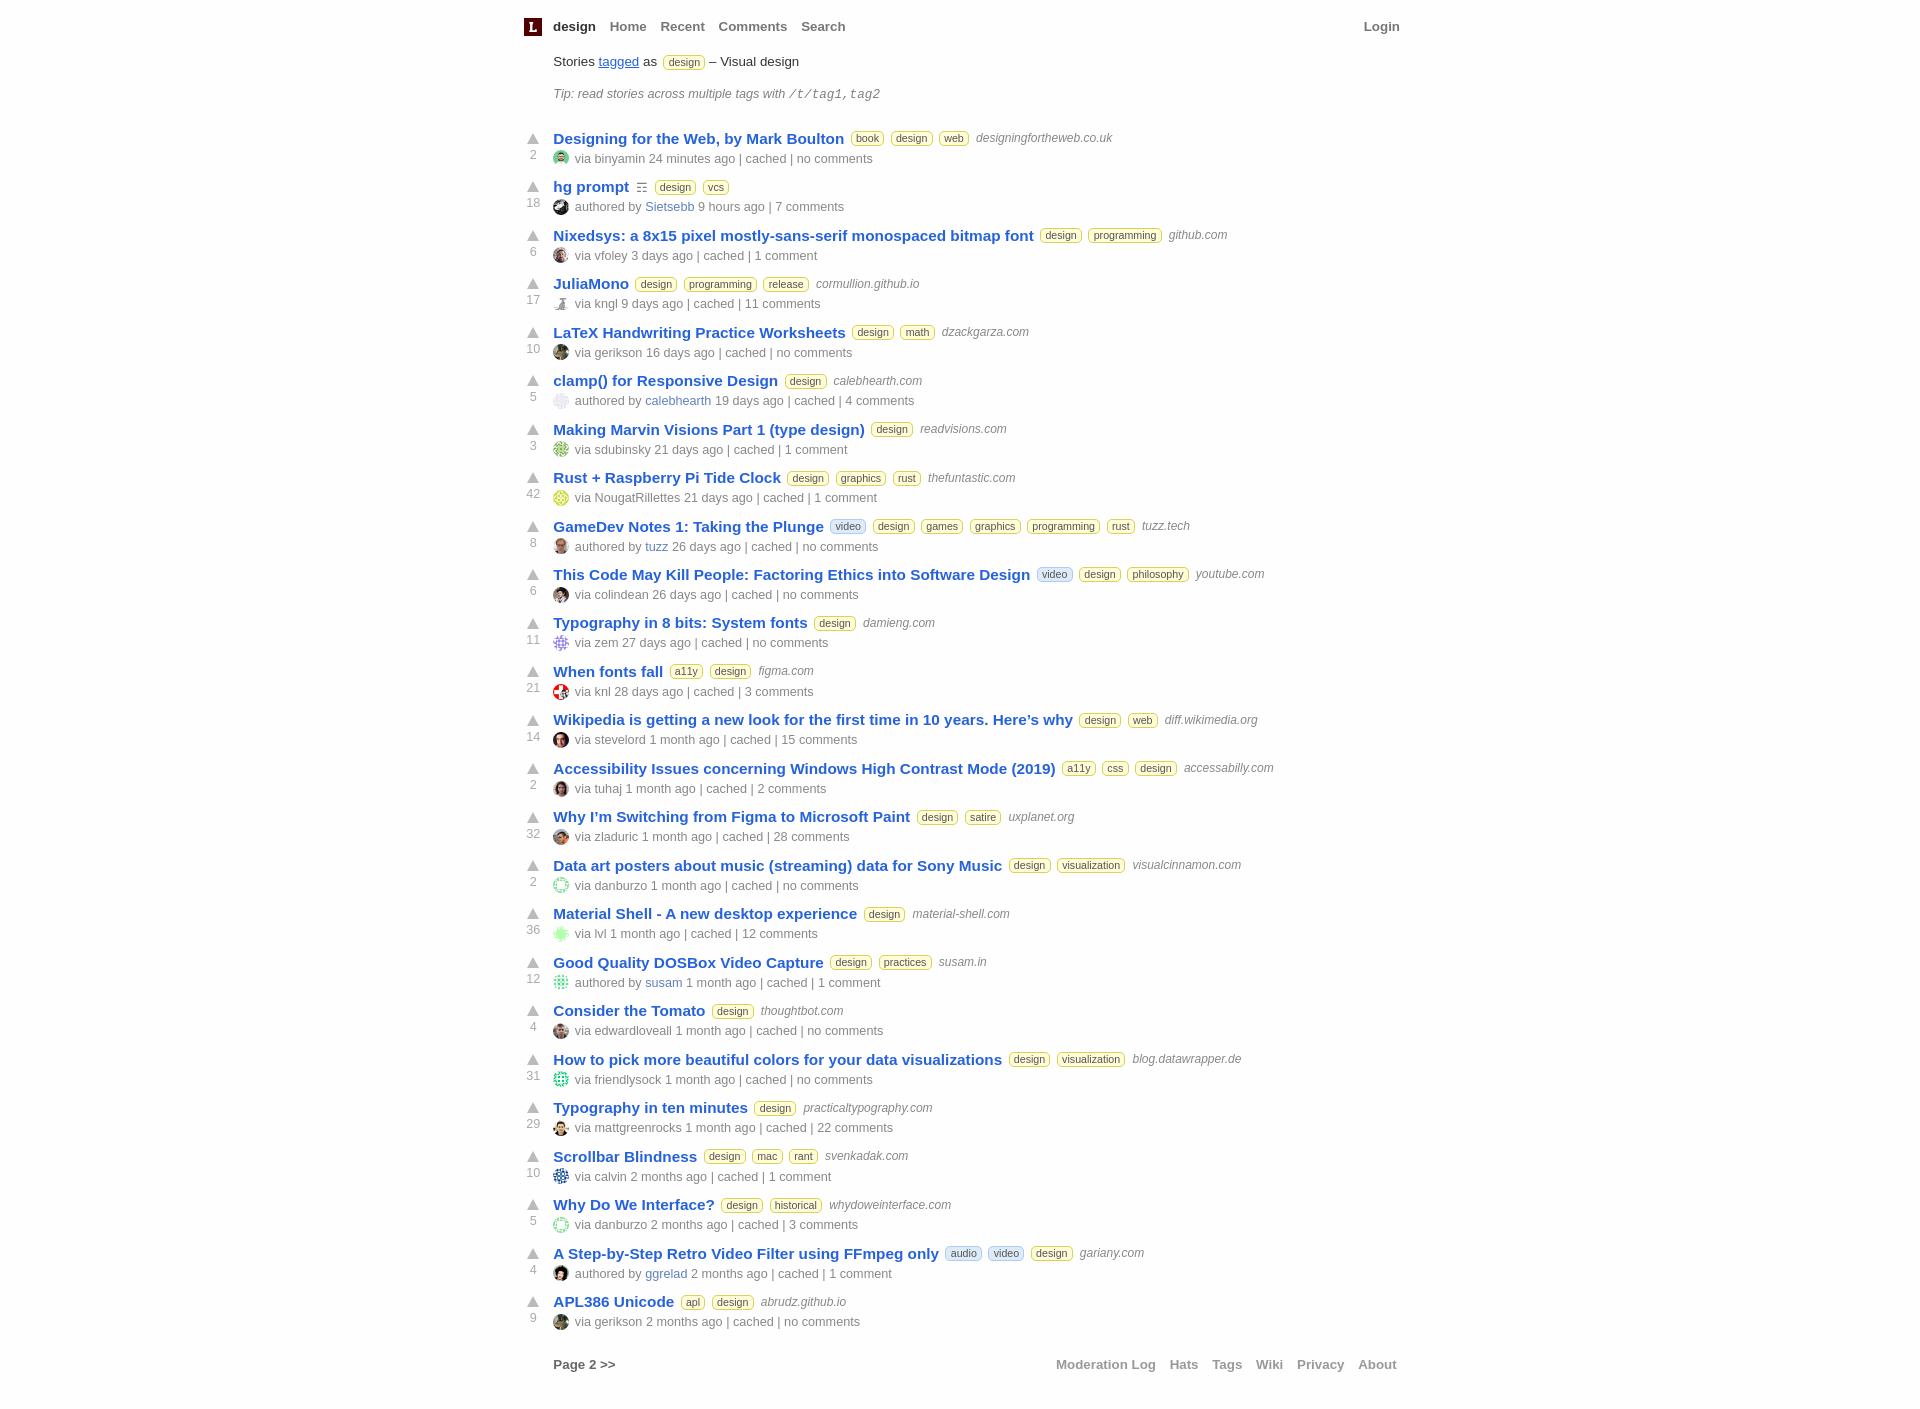 L design Home Recent Comments Search Login
Stories tagged as design – Visual design
Tip: read stories across multiple tags with /t/tag1,tag2
Designing for the Web, by Mark Boulton book design web designingfortheweb.co.uk
2 via binyamin 24 minutes ago | cached | no comments
hg prompt ☶ design vcs
18 authored by Sietsebb 9 hours ago | 7 comments
Nixedsys: a 8x15 pixel mostly-sans-serif monospaced bitmap font design programming github.com
6 via vfoley 3 days ago | cached | 1 comment
JuliaMono design programming release cormullion.github.io
17 via kngl 9 days ago | cached | 11 comments
LaTeX Handwriting Practice Worksheets design math dzackgarza.com
10 via gerikson 16 days ago | cached | no comments
clamp() for Responsive Design design calebhearth.com
5 authored by calebhearth 19 days ago | cached | 4 comments
Making Marvin Visions Part 1 (type design) design readvisions.com
3 via sdubinsky 21 days ago | cached | 1 comment
Rust + Raspberry Pi Tide Clock design graphics rust thefuntastic.com
42 via NougatRillettes 21 days ago | cached | 1 comment
GameDev Notes 1: Taking the Plunge video design games graphics programming rust tuzz.tech
8 authored by tuzz 26 days ago | cached | no comments
This Code May Kill People: Factoring Ethics into Software Design video design philosophy youtube.com
6 via colindean 26 days ago | cached | no comments
Typography in 8 bits: System fonts design damieng.com
11 via zem 27 days ago | cached | no comments
When fonts fall a11y design figma.com
21 via knl 28 days ago | cached | 3 comments
Wikipedia is getting a new look for the first time in 10 years. Here’s why design web diff.wikimedia.org
14 via stevelord 1 month ago | cached | 15 comments
Accessibility Issues concerning Windows High Contrast Mode (2019) a11y css design accessabilly.com
2 via tuhaj 1 month ago | cached | 2 comments
Why I’m Switching from Figma to Microsoft Paint design satire uxplanet.org
32 via zladuric 1 month ago | cached | 28 comments
Data art posters about music (streaming) data for Sony Music design visualization visualcinnamon.com
2 via danburzo 1 month ago | cached | no comments
Material Shell - A new desktop experience design material-shell.com
36 via lvl 1 month ago | cached | 12 comments
Good Quality DOSBox Video Capture design practices susam.in
12 authored by susam 1 month ago | cached | 1 comment
Consider the Tomato design thoughtbot.com
4 via edwardloveall 1 month ago | cached | no comments
How to pick more beautiful colors for your data visualizations design visualization blog.datawrapper.de
31 via friendlysock 1 month ago | cached | no comments
Typography in ten minutes design practicaltypography.com
29 via mattgreenrocks 1 month ago | cached | 22 comments
Scrollbar Blindness design mac rant svenkadak.com
10 via calvin 2 months ago | cached | 1 comment
Why Do We Interface? design historical whydoweinterface.com
5 via danburzo 2 months ago | cached | 3 comments
A Step-by-Step Retro Video Filter using FFmpeg only audio video design gariany.com
4 authored by ggrelad 2 months ago | cached | 1 comment
APL386 Unicode apl design abrudz.github.io
9 via gerikson 2 months ago | cached | no comments
Page 2 >> Moderation Log Hats Tags Wiki Privacy About